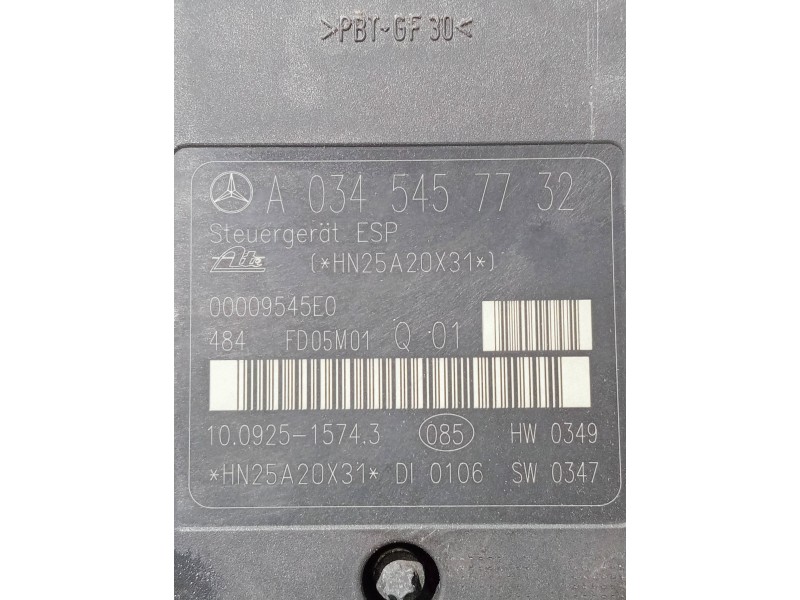 >PBT-GF 30<
A 034 545 77 32
Steuergerät ESP
Ate (*HN25A20X31*)
00009545E0
484 FD05M01 Q 01
10.0925-1574.3 085 HW 0349
*HN25A20X31* DI 0106 SW 0347